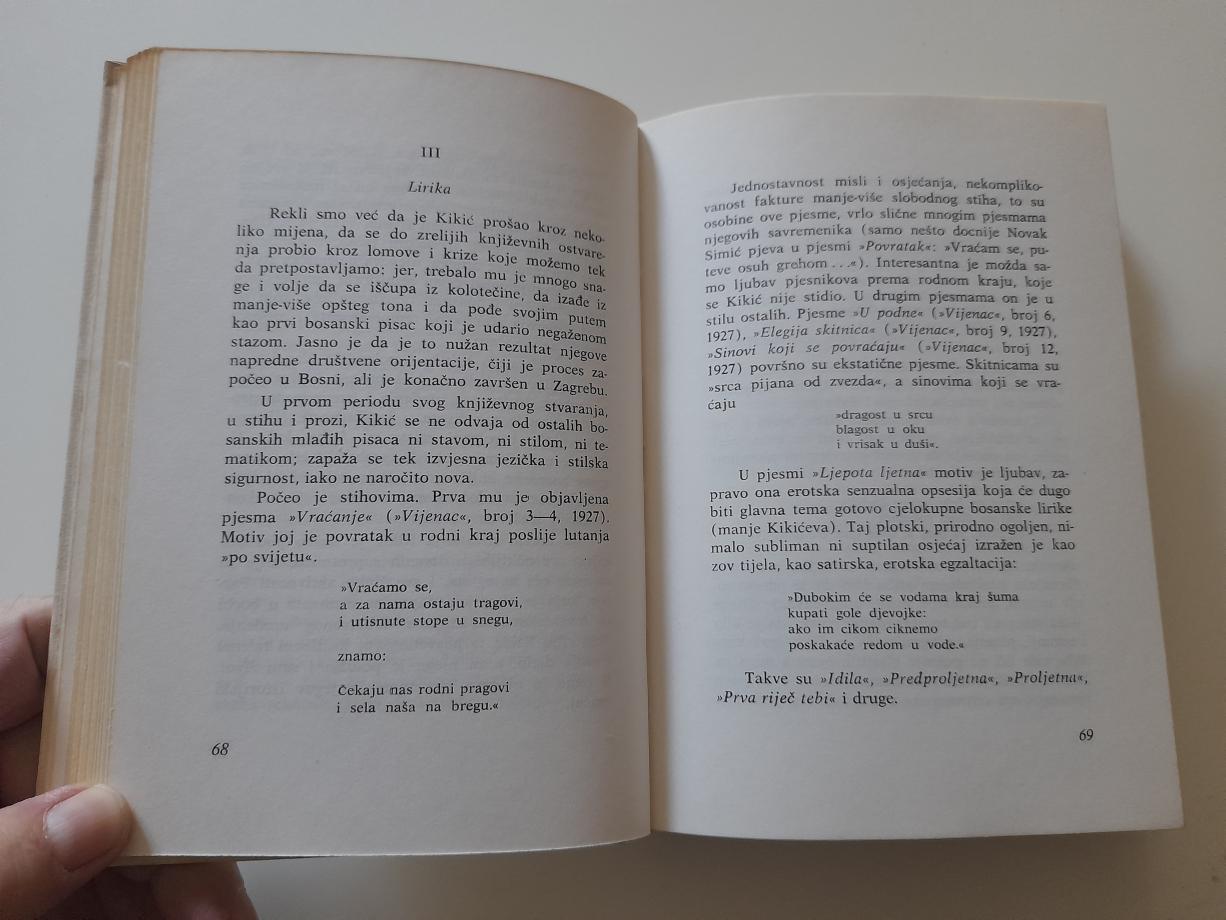 III
Lirika
Rekli smo već da je Kikić prošao kroz neko-
liko mijena, da se do zrelijih književnih ostvare-
nja probio kroz lomove i krize koje možemo tek
da pretpostavljamo: jer, trebalo mu je mnogo sna-
ge i volje da se iščupa iz kolotečine, da izađe iz
manje-više opšteg tona i da pođe svojim putem
kao prvi bosanski pisac koji je udario negaženom
stazom. Jasno je da je to nužan rezultat njegove
napredne društvene orijentacije, čiji je proces za-
počeo u Bosni, ali je konačno završen u Zagrebu.
U prvom periodu svog književnog stvaranja,
u stihu i prozi, Kikić se ne odvaja od ostalih bo-
sanskih mlađih pisaca ni stavom, ni stilom, ni te-
matikom; zapaža se tek izvjesna jezička i stilska
sigurnost, iako ne naročito nova.
Počeo je stihovima. Prva mu je objavljena
pjesma »Vraćanje« (»Vijenac«, broj 3—4, 1927).
Motiv joj je povratak u rodni kraj poslije lutanja
»po svijetu«.
»Vraćamo se,
a za nama ostaju tragovi,
i utisnute stope u snegu,
znamo:
Čekaju nas rodni pragovi
i sela naša na bregu.«
68
Jednostavnost misli i osjećanja, nekompliko-
vanost fakture manje-više slobodnog stiha, to su
osobine ove pjesme, vrlo slične mnogim pjesmama
njegovih savremenika (samo nešto docnije Novak
Simić pjeva u pjesmi »Povratak«: »Vraćam se, pu-
teve osuh grehom...«). Interesantna je možda sa-
mo ljubav pjesnikova prema rodnom kraju, koje
se Kikić nije stidio. U drugim pjesmama on je u
stilu ostalih. Pjesme »U podne« (»Vijenac«, broj 6,
1927), »Elegija skitnica« (»Vijenac«, broj 9, 1927),
»Sinovi koji se povraćaju« (»Vijenac«, broj 12,
1927) površno su ekstatične pjesme. Skitnicama su
»srca pijana od zvezda«, a sinovima koji se vra-
ćaju
»dragost u srcu
blagost u oku
i vrisak u duši«.
U pjesmi »Ljepota ljetna« motiv je ljubav, za-
pravo ona erotska senzualna opsesija koja će dugo
biti glavna tema gotovo cjelokupne bosanske lirike
(manje Kikićeva). Taj plotski, prirodno ogoljen, ni-
malo subliman ni suptilan osjećaj izražen je kao
zov tijela, kao satirska, erotska egzaltacija:
»Dubokim će se vodama kraj šuma
kupati gole djevojke:
ako im cikom ciknemo
poskakaće redom u vode.«
Takve su »Idila«, »Predproljetna«, »Proljetna«,
»Prva riječ tebi« i druge.
69